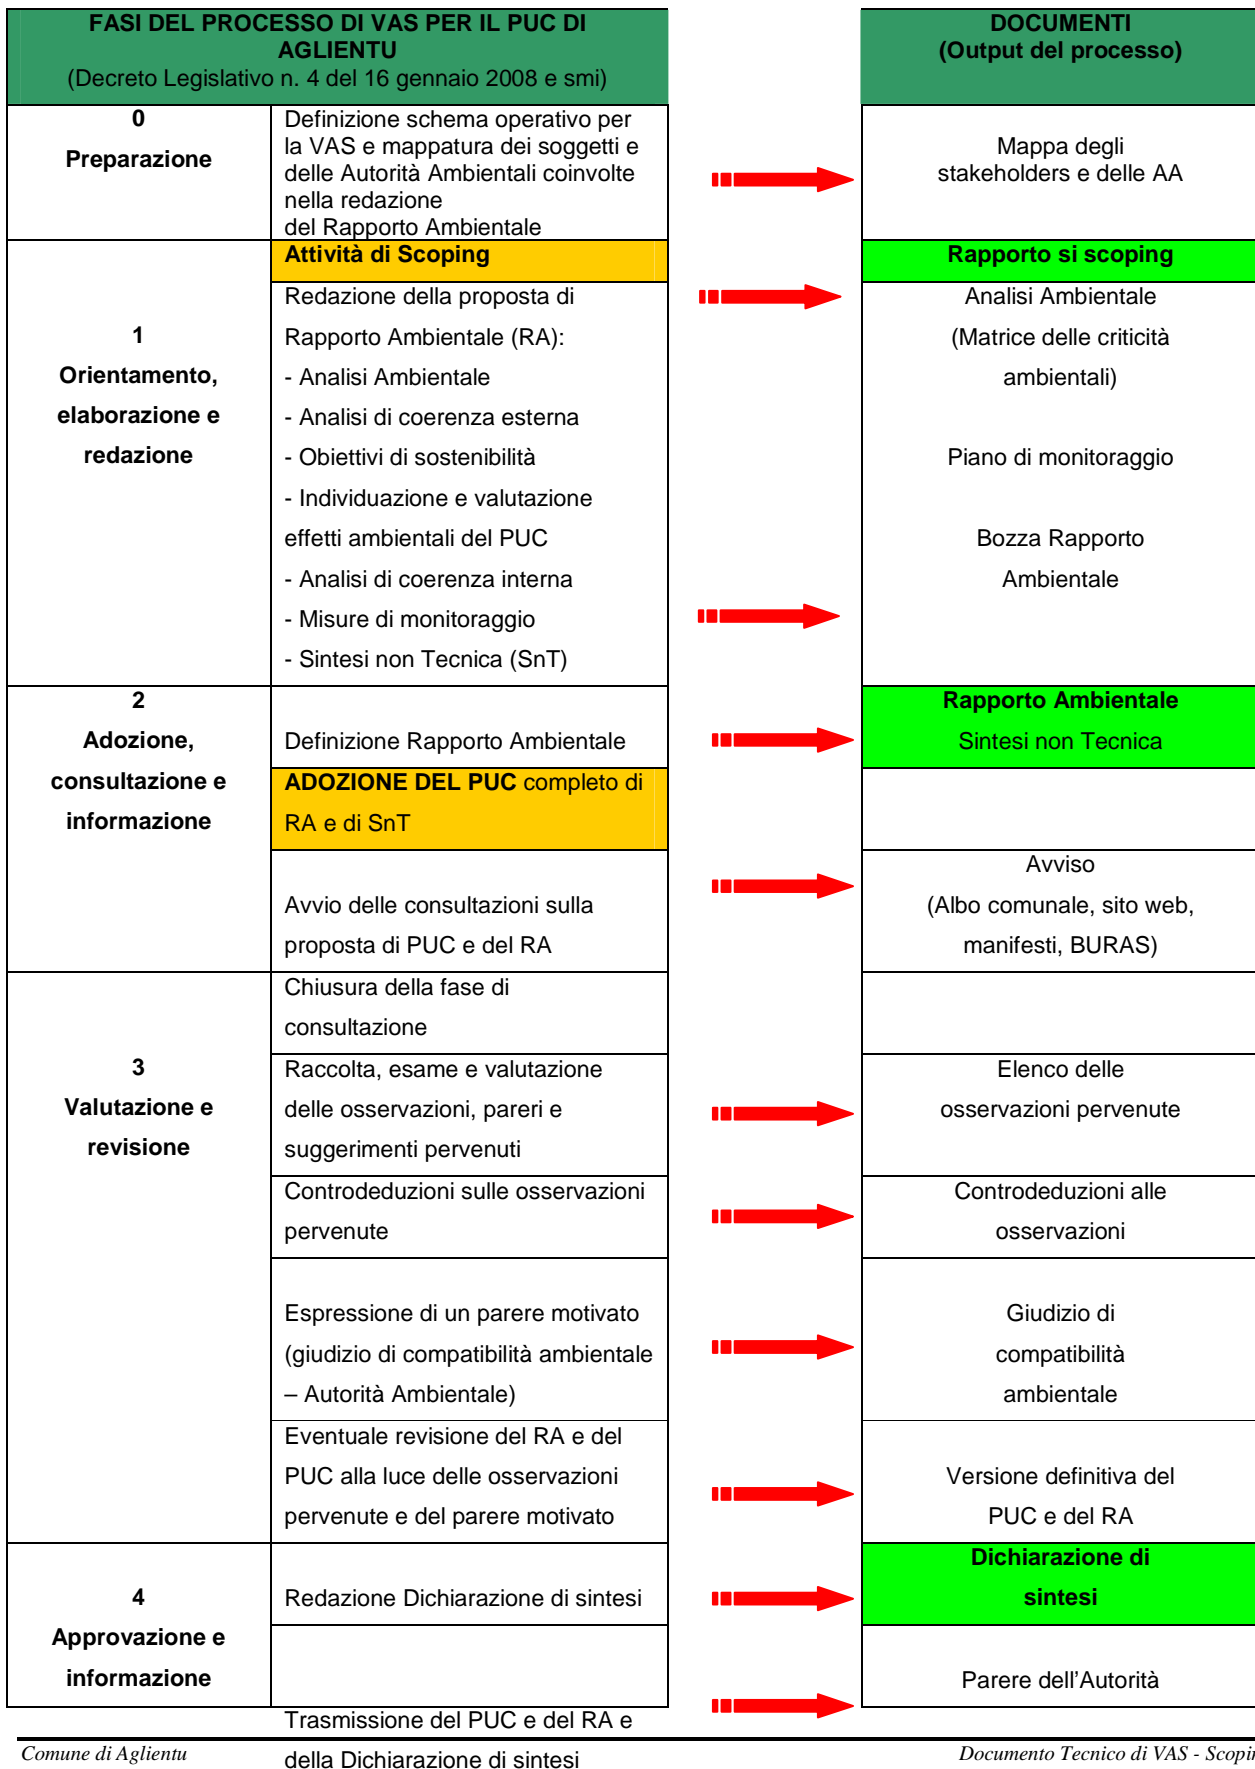 FASI DEL PROCESSO DI VAS PER IL PUC DI
AGLIENTU
(Decreto Legislativo n. 4 del 16 gennaio 2008 e smi)
DOCUMENTI
(Output del processo)
0
Preparazione
Definizione schema operativo per
la VAS e mappatura dei soggetti e
delle Autorità Ambientali coinvolte
nella redazione
del Rapporto Ambientale
Mappa degli
stakeholders e delle AA
1
Orientamento,
elaborazione e
redazione
Attività di Scoping
Rapporto si scoping
Redazione della proposta di
Rapporto Ambientale (RA):
- Analisi Ambientale
- Analisi di coerenza esterna
- Obiettivi di sostenibilità
- Individuazione e valutazione
effetti ambientali del PUC
- Analisi di coerenza interna
- Misure di monitoraggio
- Sintesi non Tecnica (SnT)
Analisi Ambientale
(Matrice delle criticità
ambientali)
Piano di monitoraggio
Bozza Rapporto
Ambientale
2
Adozione,
consultazione e
informazione
Definizione Rapporto Ambientale
Rapporto Ambientale
Sintesi non Tecnica
ADOZIONE DEL PUC completo di
RA e di SnT
Avvio delle consultazioni sulla
proposta di PUC e del RA
Avviso
(Albo comunale, sito web,
manifesti, BURAS)
3
Valutazione e
revisione
Chiusura della fase di
consultazione
Raccolta, esame e valutazione
delle osservazioni, pareri e
suggerimenti pervenuti
Elenco delle
osservazioni pervenute
Controdeduzioni sulle osservazioni
pervenute
Controdeduzioni alle
osservazioni
Espressione di un parere motivato
(giudizio di compatibilità ambientale
– Autorità Ambientale)
Giudizio di
compatibilità
ambientale
Eventuale revisione del RA e del
PUC alla luce delle osservazioni
pervenute e del parere motivato
Versione definitiva del
PUC e del RA
4
Approvazione e
informazione
Redazione Dichiarazione di sintesi
Dichiarazione di
sintesi
Trasmissione del PUC e del RA e
della Dichiarazione di sintesi
Parere dell'Autorità
Comune di Aglientu
Documento Tecnico di VAS - Scopin